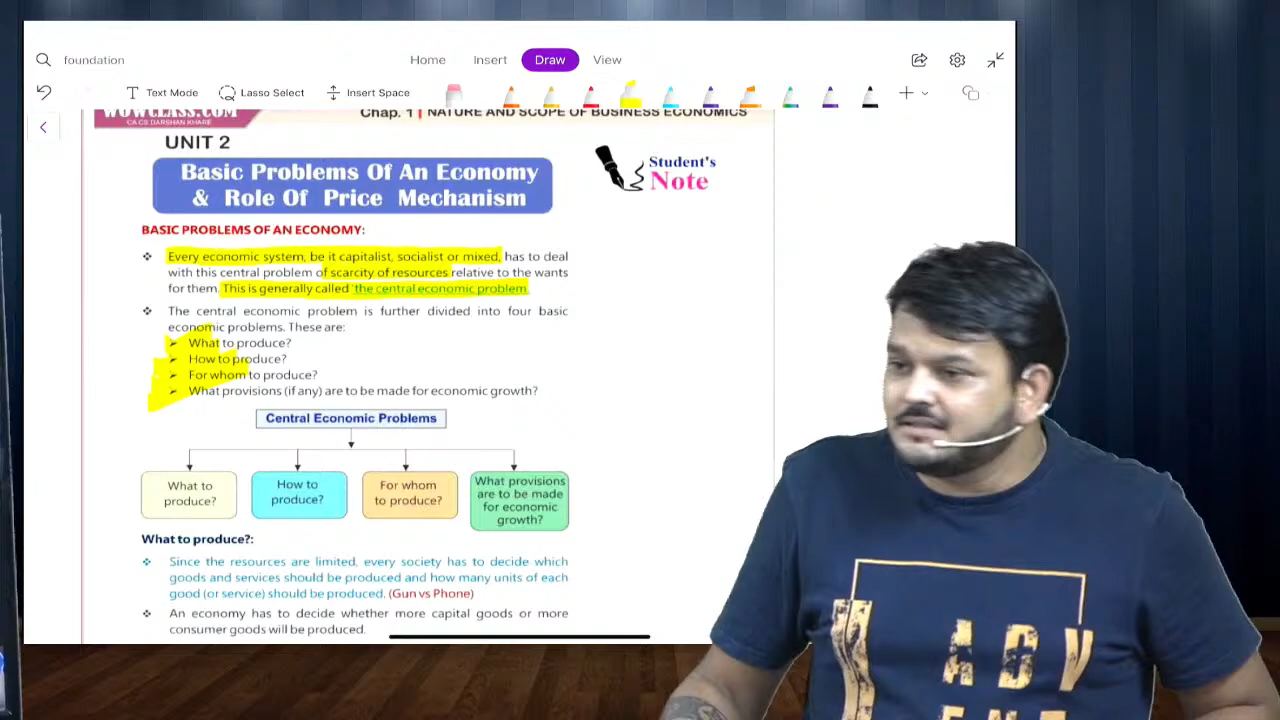 foundation
Home Insert Draw View
Text Mode Lasso Select Insert Space
WOWCLASS.COM
CA CS DARSHAN KHARE
Chap. 1 | NATURE AND SCOPE OF BUSINESS ECONOMICS
UNIT 2
Basic Problems Of An Economy
& Role Of Price Mechanism
Student's
Note
BASIC PROBLEMS OF AN ECONOMY:
❖ Every economic system, be it capitalist, socialist or mixed, has to deal
with this central problem of scarcity of resources relative to the wants
for them. This is generally called 'the central economic problem.
❖ The central economic problem is further divided into four basic
economic problems. These are:
➤ What to produce?
➤ How to produce?
➤ For whom to produce?
➤ What provisions (if any) are to be made for economic growth?
Central Economic Problems
What to
produce?
How to
produce?
For whom
to produce?
What provisions
are to be made
for economic
growth?
What to produce?:
❖ Since the resources are limited, every society has to decide which
goods and services should be produced and how many units of each
good (or service) should be produced. (Gun vs Phone)
❖ An economy has to decide whether more capital goods or more
consumer goods will be produced.